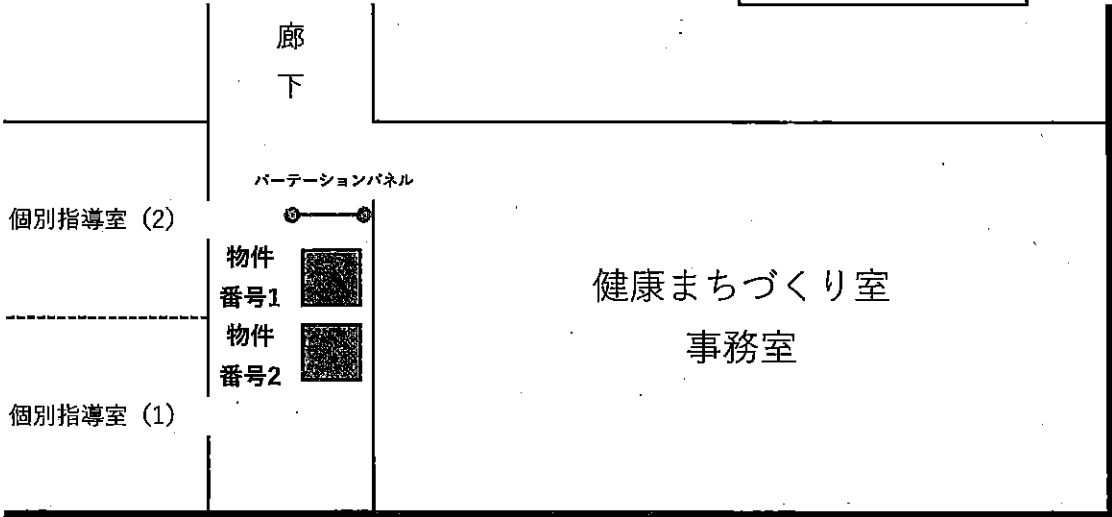 廊
下
パーテーションパネル
個別指導室 (2)
物件
番号1
物件
番号2
個別指導室 (1)
健康まちづくり室
事務室